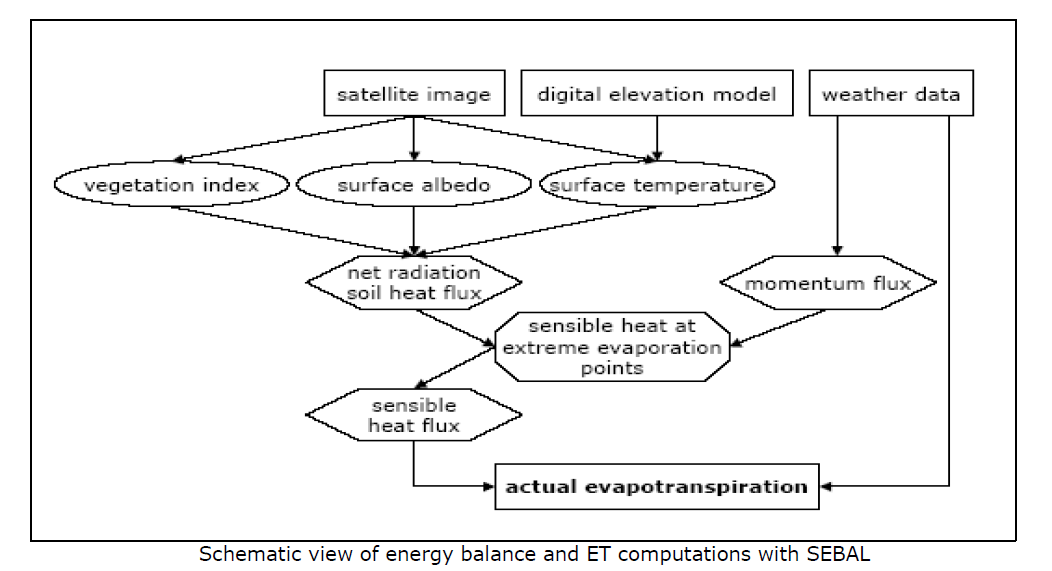 satellite image
digital elevation model
weather data
vegetation index
surface albedo
surface temperature
net radiation
soil heat flux
momentum flux
sensible heat at
extreme evaporation
points
sensible
heat flux
actual evapotranspiration
Schematic view of energy balance and ET computations with SEBAL